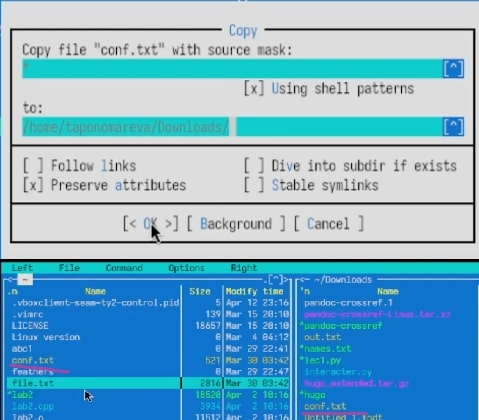 Copy
Copy file "conf.txt" with source mask:
*
[^]
[x] Using shell patterns
to:
/home/taponomareva/Downloads/
[^]
[ ] Follow links
[ ] Dive into subdir if exists
[x] Preserve attributes
[ ] Stable symlinks
[< OK >] [ Background ] [ Cancel ]
Left File Command Options Right
<─ ~ .[^]>
<─ ~/Downloads
.n Name Size Modify time
'n Name
.vboxclient-seam-ty2-control.pid 5 Apr 12 23:16
pandoc-crossref.1
.vimrc 139 Mar 15 20:10
pandoc-crossref-Linux.tar.xz
LICENSE 18657 Mar 15 20:10
*pandoc-crossref
Linux version 0 Mar 4 04:12
out.txt
abc1 0 Mar 29 22:41
*names.txt
conf.txt 521 Mar 30 03:42
*lec1.py
feathers 0 Mar 29 22:47
interacter.py
file.txt 2816 Mar 30 03:42
hugo_extended.tar.gz
*lab2 18520 Apr 2 10:16
*hugo
lab2.cpp 3934 Apr 2 10:16
conf.txt
lab2.o 11512 Apr 2 10:16
Untitled 1.fodt